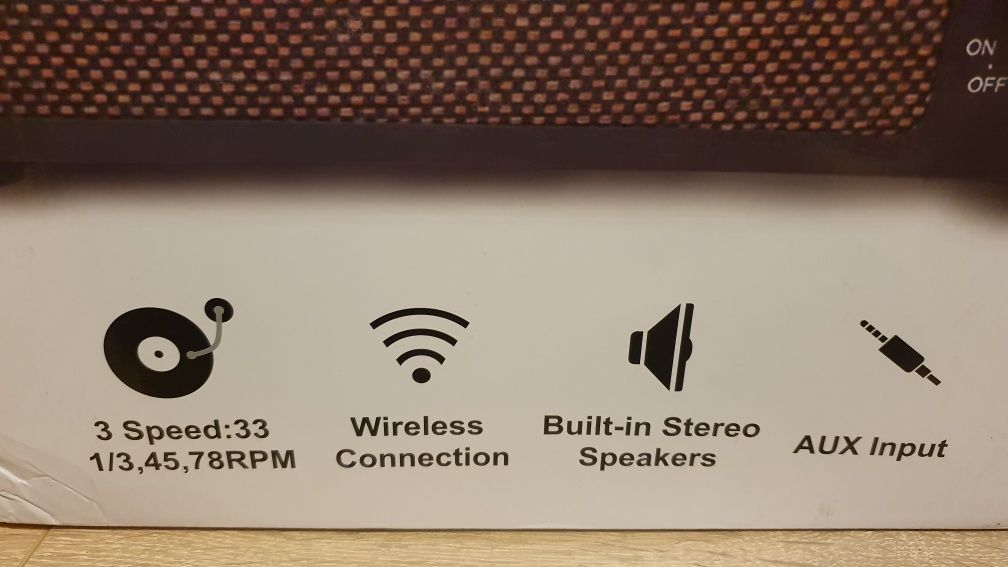 ON
OFF
3 Speed:33
1/3,45,78RPM
Wireless
Connection
Built-in Stereo
Speakers
AUX Input